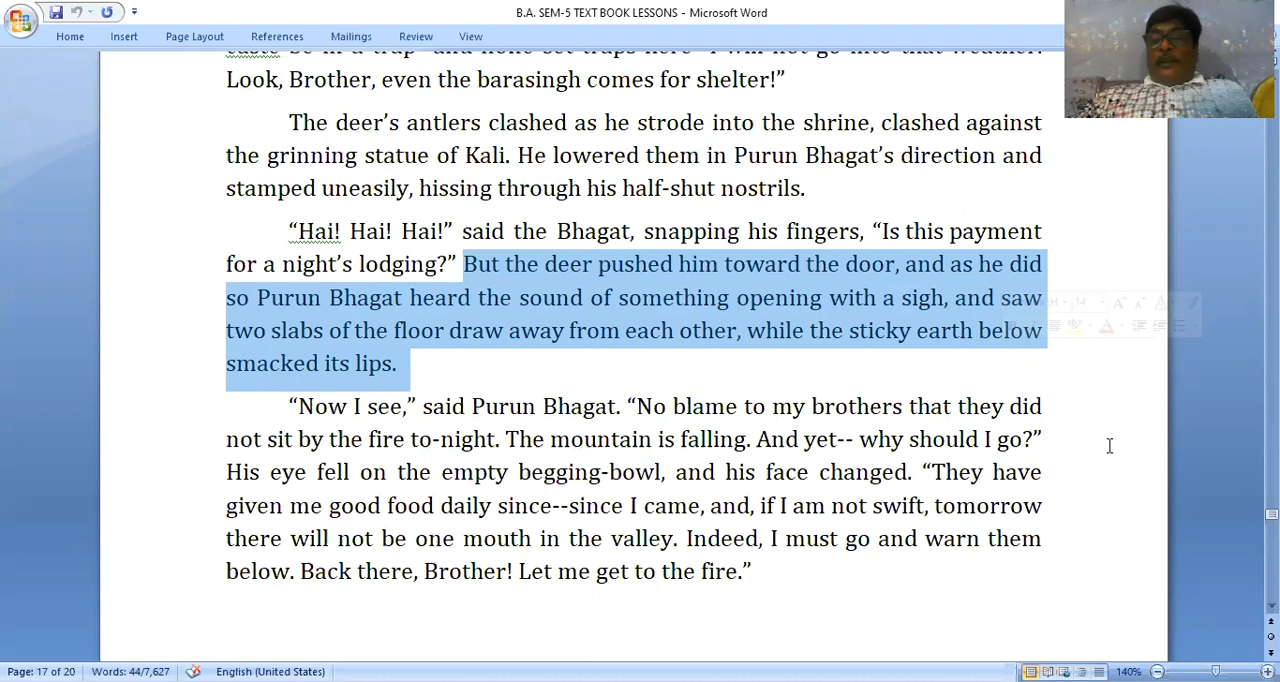 B.A. SEM-5 TEXT BOOK LESSONS - Microsoft Word
Home Insert Page Layout References Mailings Review View
Look, Brother, even the barasingh comes for shelter!”
The deer’s antlers clashed as he strode into the shrine, clashed against
the grinning statue of Kali. He lowered them in Purun Bhagat’s direction and
stamped uneasily, hissing through his half-shut nostrils.
“Hai! Hai! Hai!” said the Bhagat, snapping his fingers, “Is this payment
for a night’s lodging?” But the deer pushed him toward the door, and as he did
so Purun Bhagat heard the sound of something opening with a sigh, and saw
two slabs of the floor draw away from each other, while the sticky earth below
smacked its lips.
“Now I see,” said Purun Bhagat. “No blame to my brothers that they did
not sit by the fire to-night. The mountain is falling. And yet-- why should I go?”
His eye fell on the empty begging-bowl, and his face changed. “They have
given me good food daily since--since I came, and, if I am not swift, tomorrow
there will not be one mouth in the valley. Indeed, I must go and warn them
below. Back there, Brother! Let me get to the fire.”
Page: 17 of 20 Words: 44/7,627 English (United States) 140%